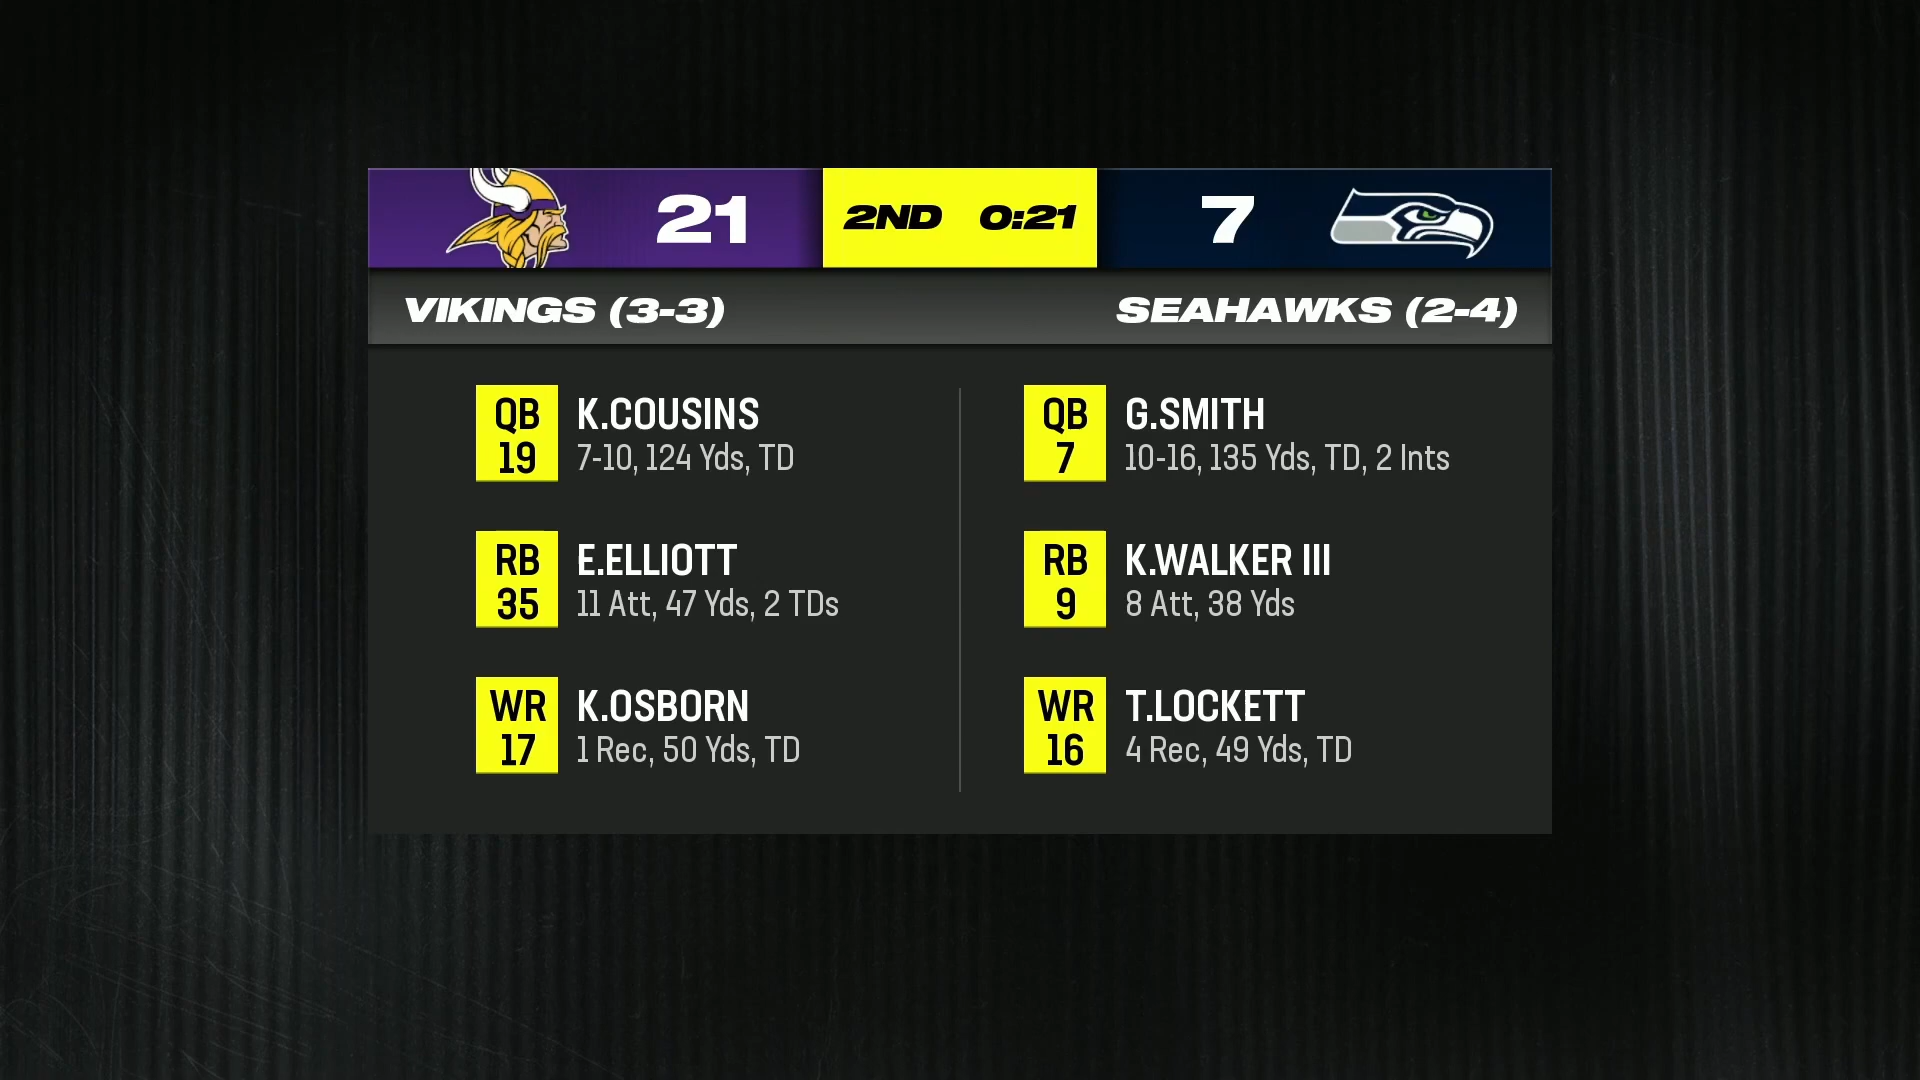 21 2ND 0:21 7
VIKINGS (3-3)
SEAHAWKS (2-4)
QB 19
K.COUSINS
7-10, 124 Yds, TD
RB 35
E.ELLIOTT
11 Att, 47 Yds, 2 TDs
WR 17
K.OSBORN
1 Rec, 50 Yds, TD
QB 7
G.SMITH
10-16, 135 Yds, TD, 2 Ints
RB 9
K.WALKER III
8 Att, 38 Yds
WR 16
T.LOCKETT
4 Rec, 49 Yds, TD